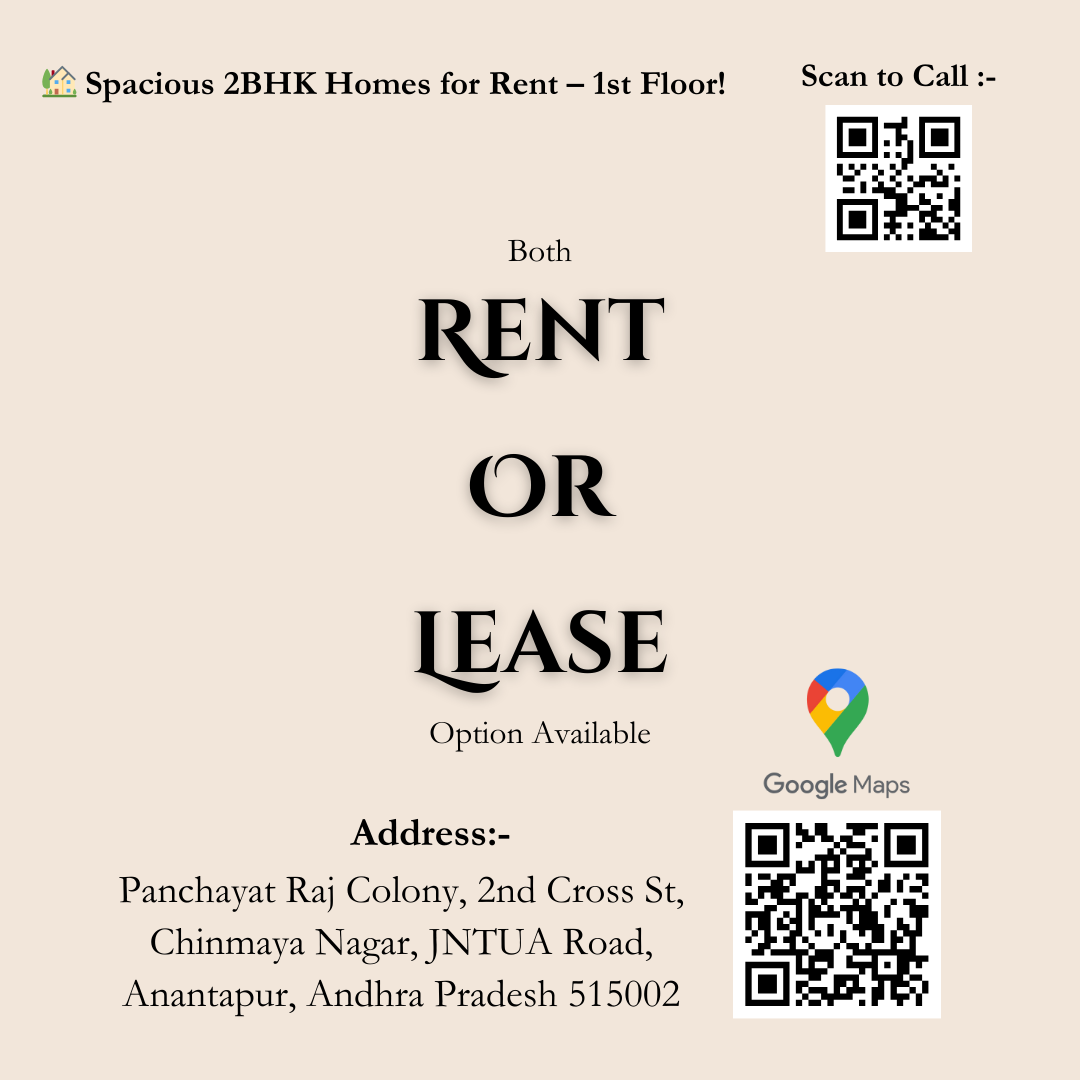 🏡 Spacious 2BHK Homes for Rent – 1st Floor!
Scan to Call :-
Both
RENT
OR
LEASE
Option Available
Google Maps
Address:-
Panchayat Raj Colony, 2nd Cross St,
Chinmaya Nagar, JNTUA Road,
Anantapur, Andhra Pradesh 515002